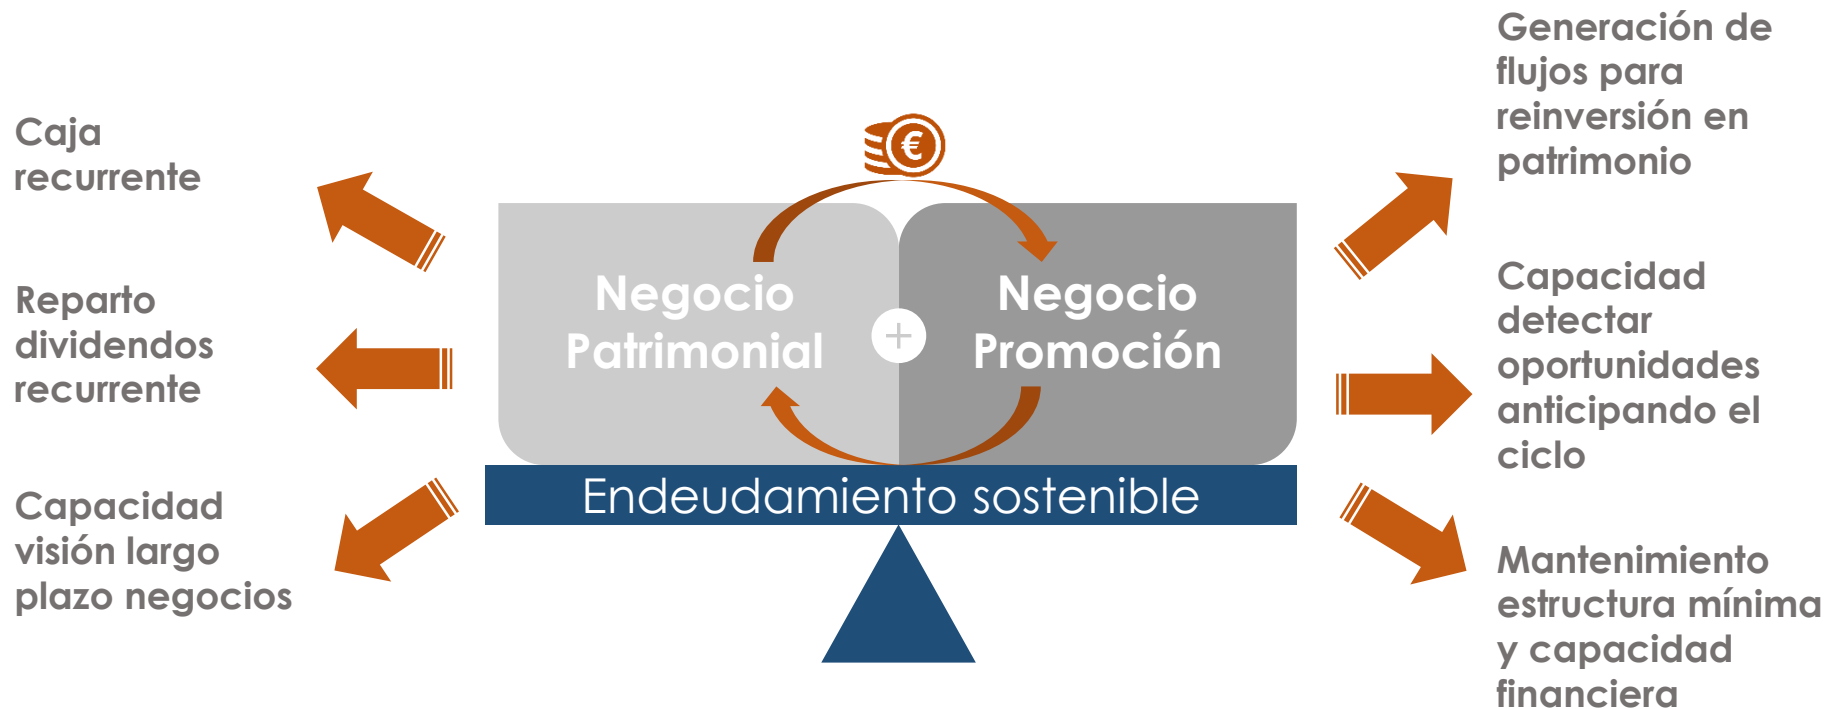 Caja
recurrente
Reparto
dividendos
recurrente
Capacidad
visión largo
plazo negocios
€
Negocio
Patrimonial
+
Negocio
Promoción
Endeudamiento sostenible
Generación de
flujos para
reinversión en
patrimonio
Capacidad
detectar
oportunidades
anticipando el
ciclo
Mantenimiento
estructura mínima
y capacidad
financiera